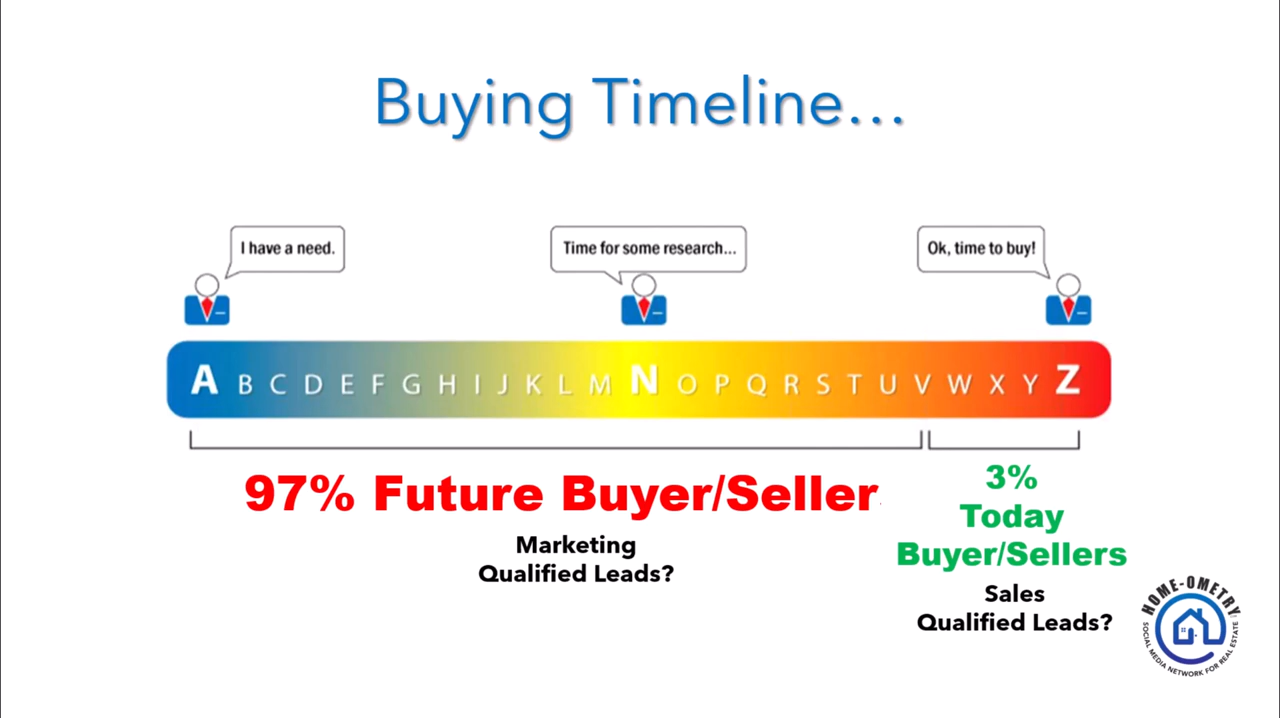 Buying Timeline...
I have a need.
Time for some research...
Ok, time to buy!
A B C D E F G H I J K L M N O P Q R S T U V W X Y Z
97% Future Buyer/Seller
Marketing
Qualified Leads?
3%
Today
Buyer/Sellers
Sales
Qualified Leads?
HOME-OMETRY
SOCIAL MEDIA NETWORK FOR REAL ESTATE